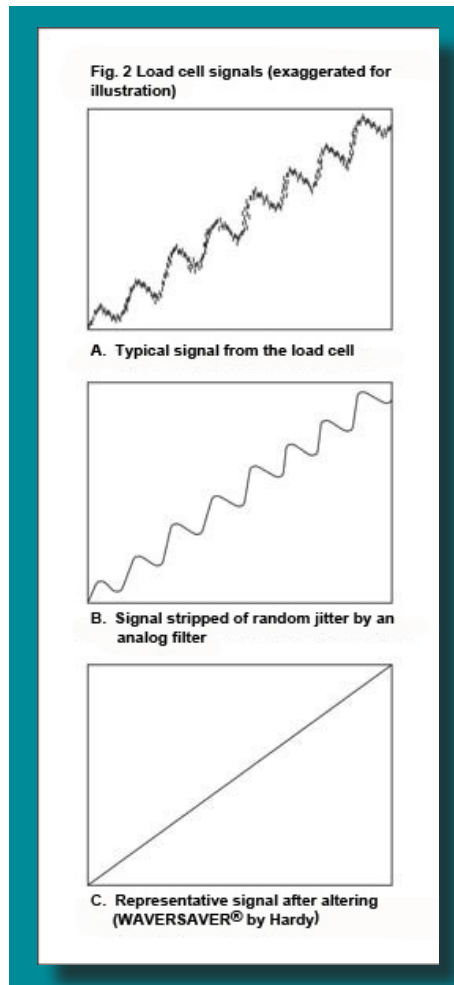 Fig. 2 Load cell signals (exaggerated for
illustration)
A. Typical signal from the load cell
B. Signal stripped of random jitter by an
analog filter
C. Representative signal after altering
(WAVERSAVER® by Hardy)